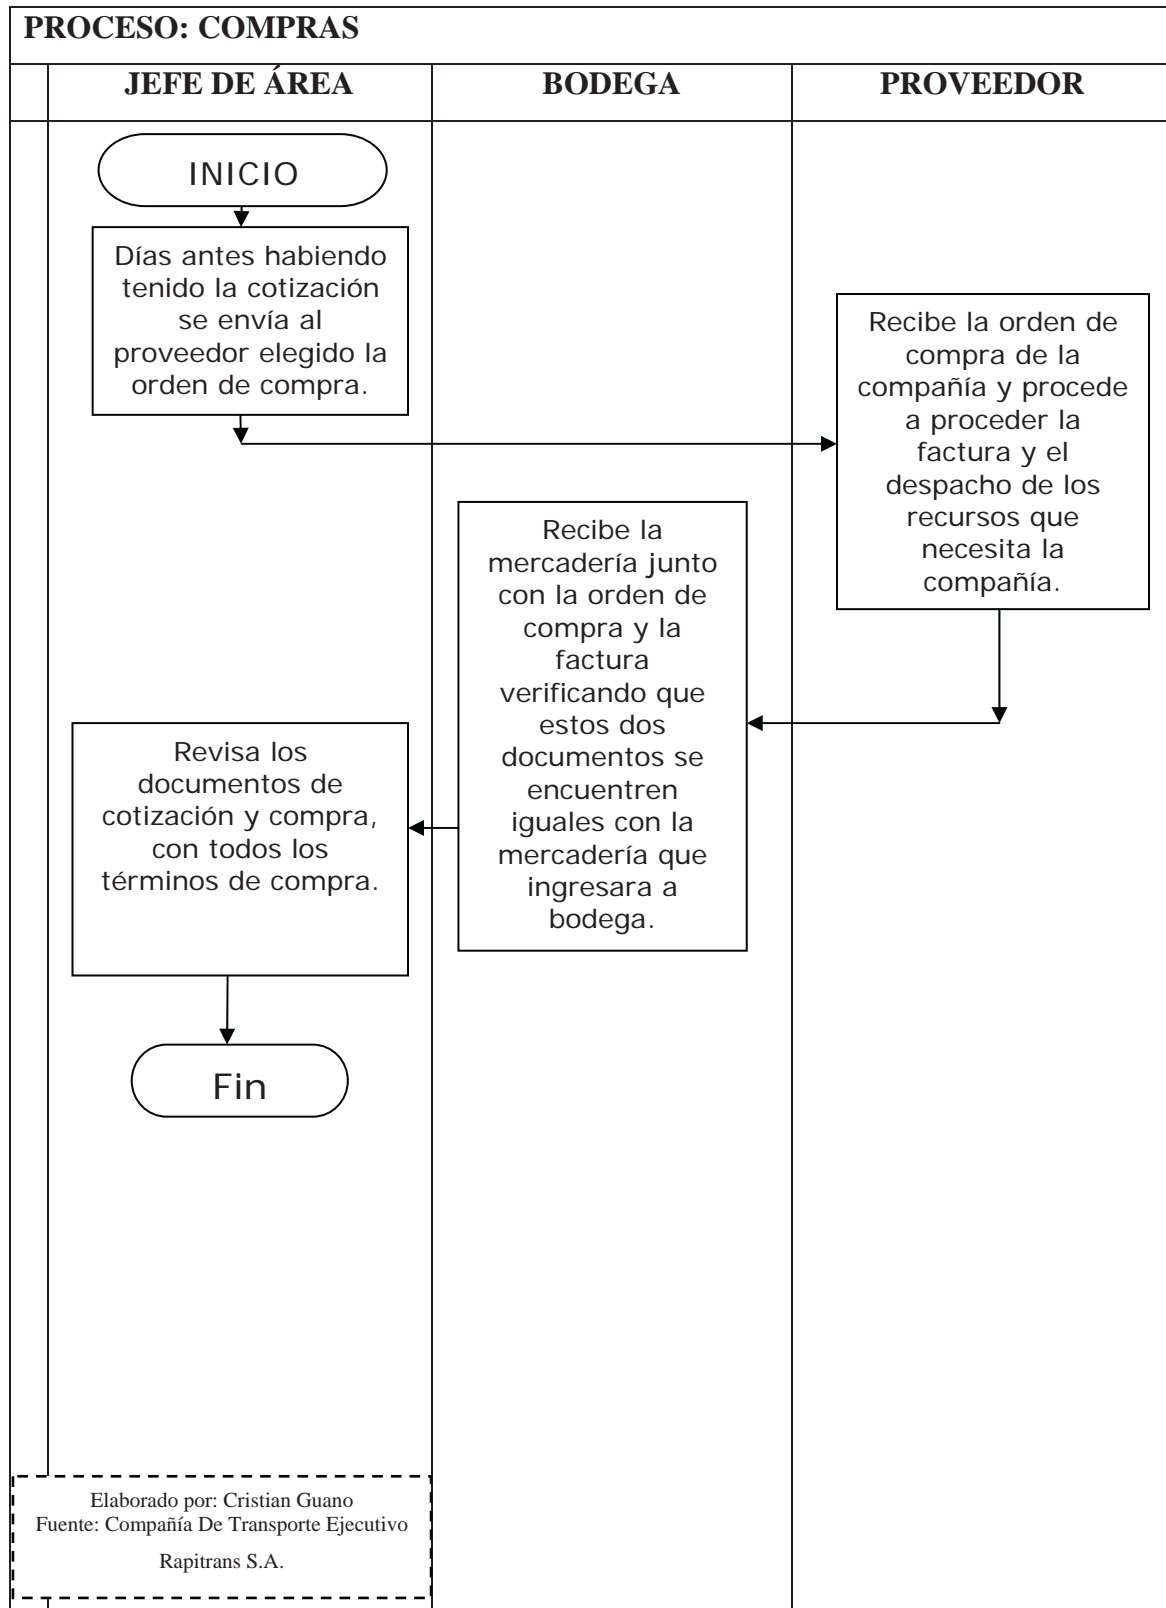 PROCESO: COMPRAS
JEFE DE ÁREA
BODEGA
PROVEEDOR
INICIO
Días antes habiendo
tenido la cotización
se envía al
proveedor elegido la
orden de compra.
Recibe la orden de
compra de la
compañía y procede
a proceder la
factura y el
despacho de los
recursos que
necesita la
compañía.
Recibe la
mercadería junto
con la orden de
compra y la
factura
verificando que
estos dos
documentos se
encuentren
iguales con la
mercadería que
ingresara a
bodega.
Revisa los
documentos de
cotización y compra,
con todos los
términos de compra.
Fin
Elaborado por: Cristian Guano
Fuente: Compañía De Transporte Ejecutivo
Rapitrans S.A.